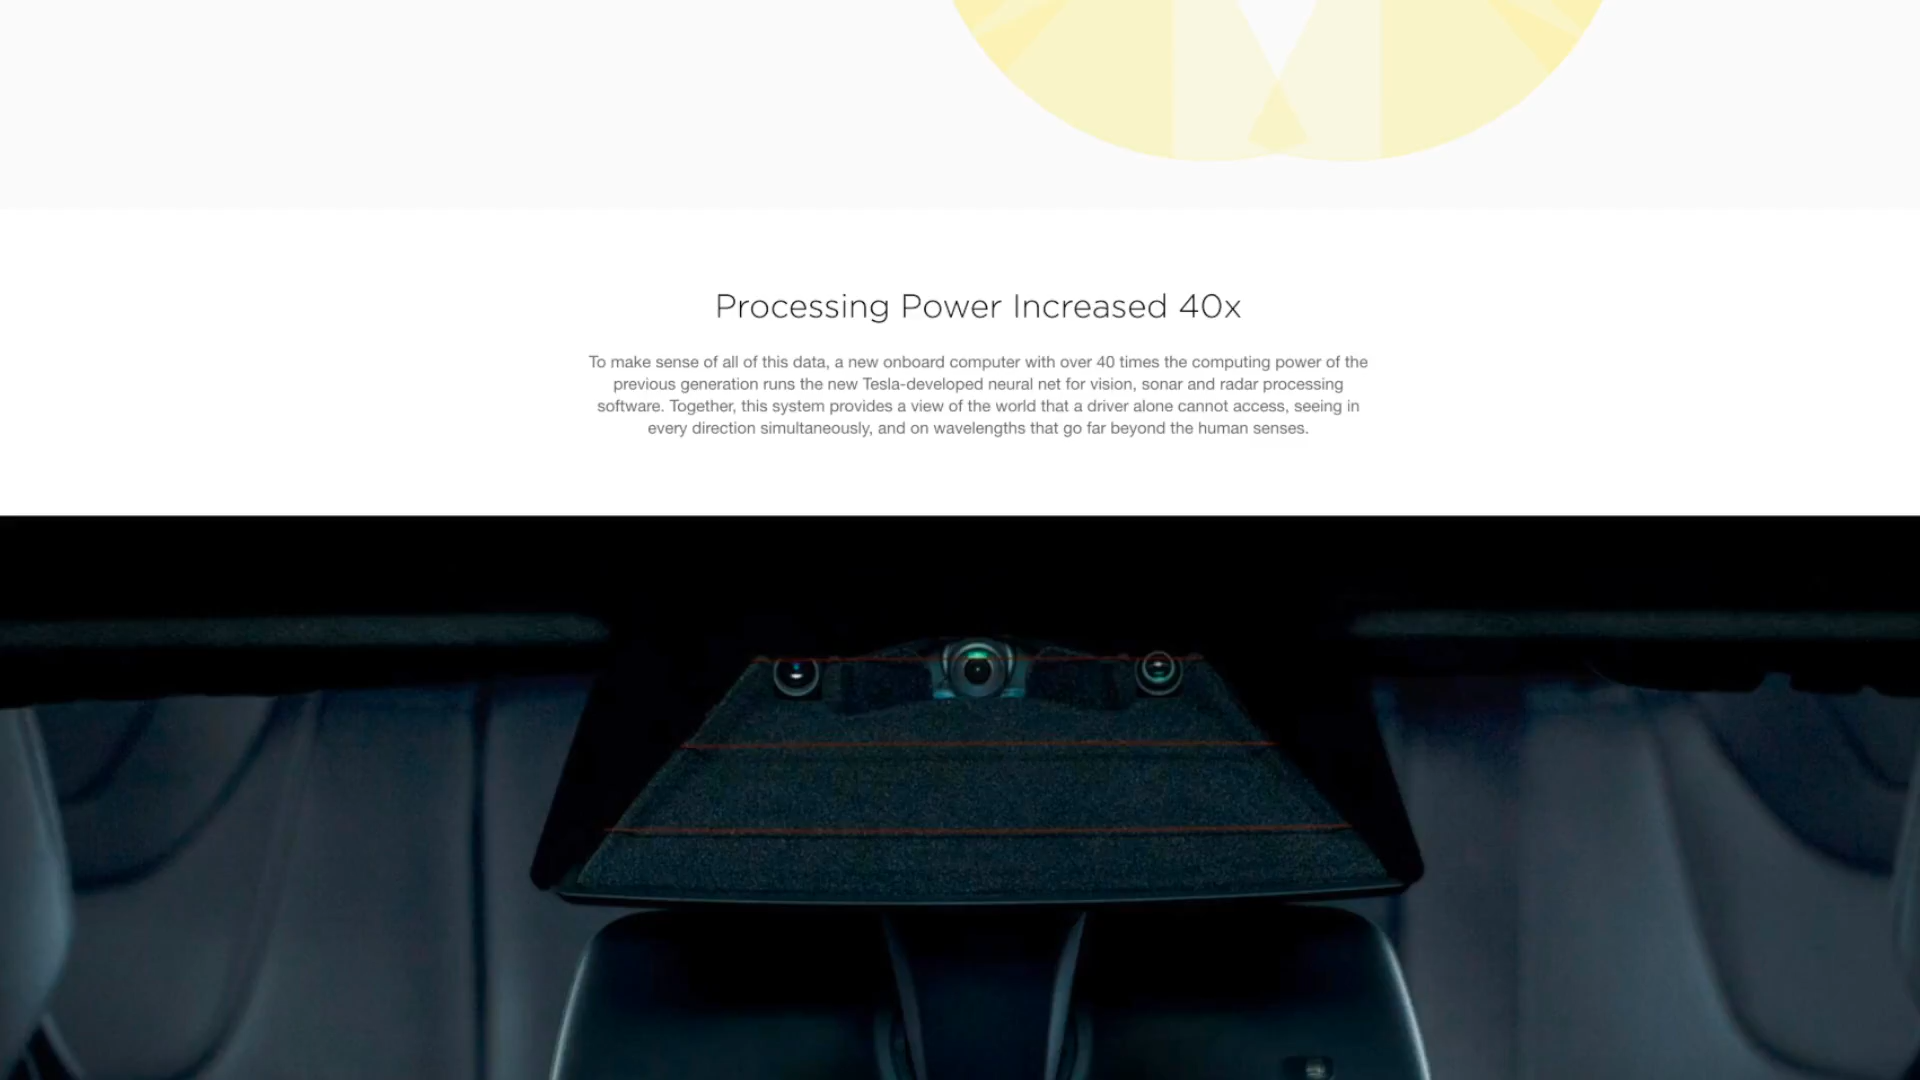 Processing Power Increased 40x
To make sense of all of this data, a new onboard computer with over 40 times the computing power of the
previous generation runs the new Tesla-developed neural net for vision, sonar and radar processing
software. Together, this system provides a view of the world that a driver alone cannot access, seeing in
every direction simultaneously, and on wavelengths that go far beyond the human senses.